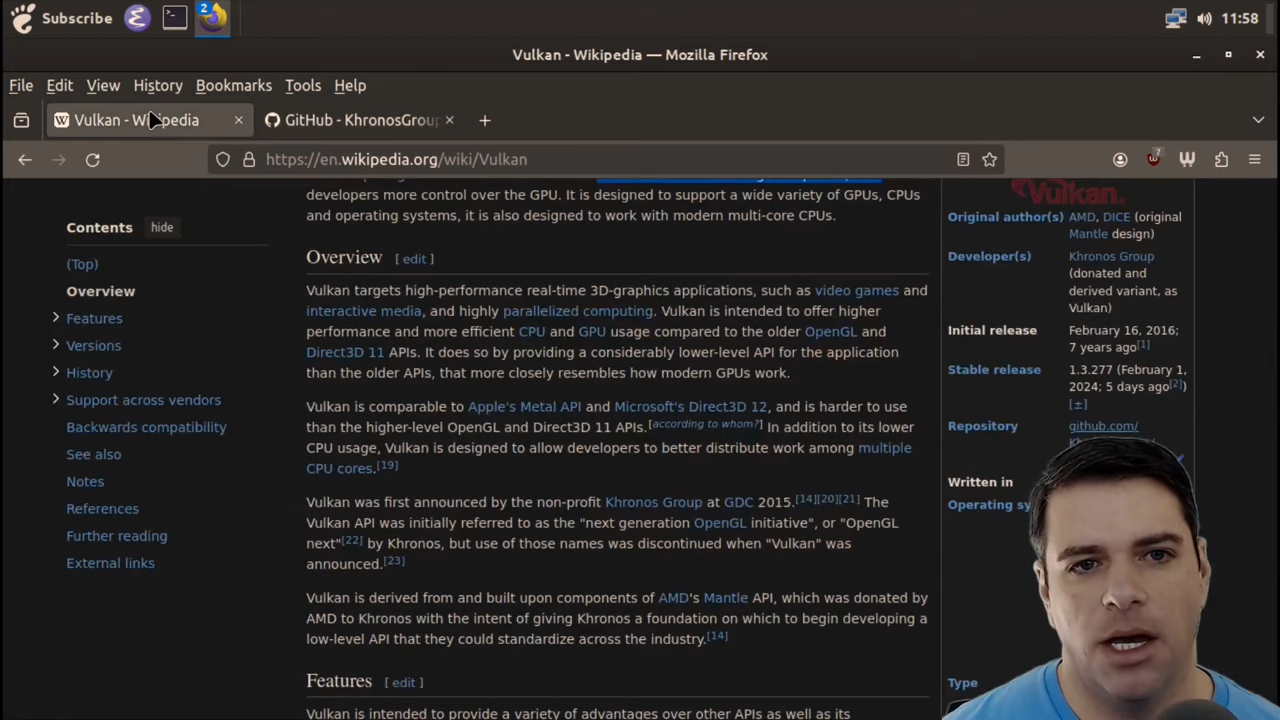 Subscribe
2
11:58
Vulkan - Wikipedia — Mozilla Firefox
File Edit View History Bookmarks Tools Help
W Vulkan - Wikipedia
GitHub - KhronosGroup
https://en.wikipedia.org/wiki/Vulkan
7
Contents hide
(Top)
Overview
Features
Versions
History
Support across vendors
Backwards compatibility
See also
Notes
References
Further reading
External links
developers more control over the GPU. It is designed to support a wide variety of GPUs, CPUs
and operating systems, it is also designed to work with modern multi-core CPUs.
Overview [ edit ]
Vulkan targets high-performance real-time 3D-graphics applications, such as video games and
interactive media, and highly parallelized computing. Vulkan is intended to offer higher
performance and more efficient CPU and GPU usage compared to the older OpenGL and
Direct3D 11 APIs. It does so by providing a considerably lower-level API for the application
than the older APIs, that more closely resembles how modern GPUs work.
Vulkan is comparable to Apple's Metal API and Microsoft's Direct3D 12, and is harder to use
than the higher-level OpenGL and Direct3D 11 APIs.[according to whom?] In addition to its lower
CPU usage, Vulkan is designed to allow developers to better distribute work among multiple
CPU cores.[19]
Vulkan was first announced by the non-profit Khronos Group at GDC 2015.[14][20][21] The
Vulkan API was initially referred to as the "next generation OpenGL initiative", or "OpenGL
next"[22] by Khronos, but use of those names was discontinued when "Vulkan" was
announced.[23]
Vulkan is derived from and built upon components of AMD's Mantle API, which was donated by
AMD to Khronos with the intent of giving Khronos a foundation on which to begin developing a
low-level API that they could standardize across the industry.[14]
Features [ edit ]
Vulkan is intended to provide a variety of advantages over other APIs as well as its
Vulkan.
Original author(s) AMD, DICE (original
Mantle design)
Developer(s) Khronos Group
(donated and
derived variant, as
Vulkan)
Initial release February 16, 2016;
7 years ago[1]
Stable release 1.3.277 (February 1,
2024; 5 days ago[2])
[±]
Repository github.com/
Written in
Operating sy
Type